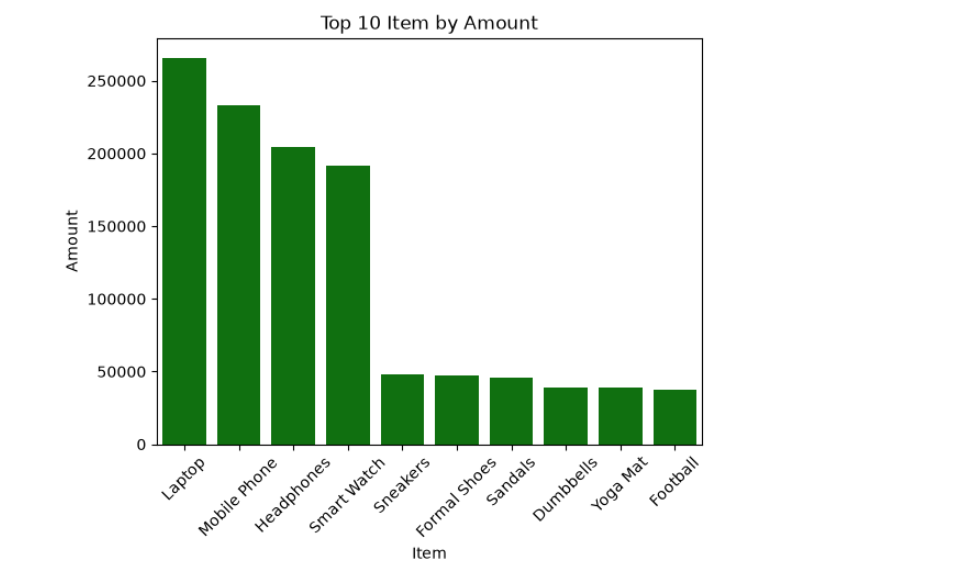 Top 10 Item by Amount
Amount
250000
200000
150000
100000
50000
0
Laptop
Mobile Phone
Headphones
Smart Watch
Sneakers
Formal Shoes
Sandals
Dumbbells
Yoga Mat
Football
Item